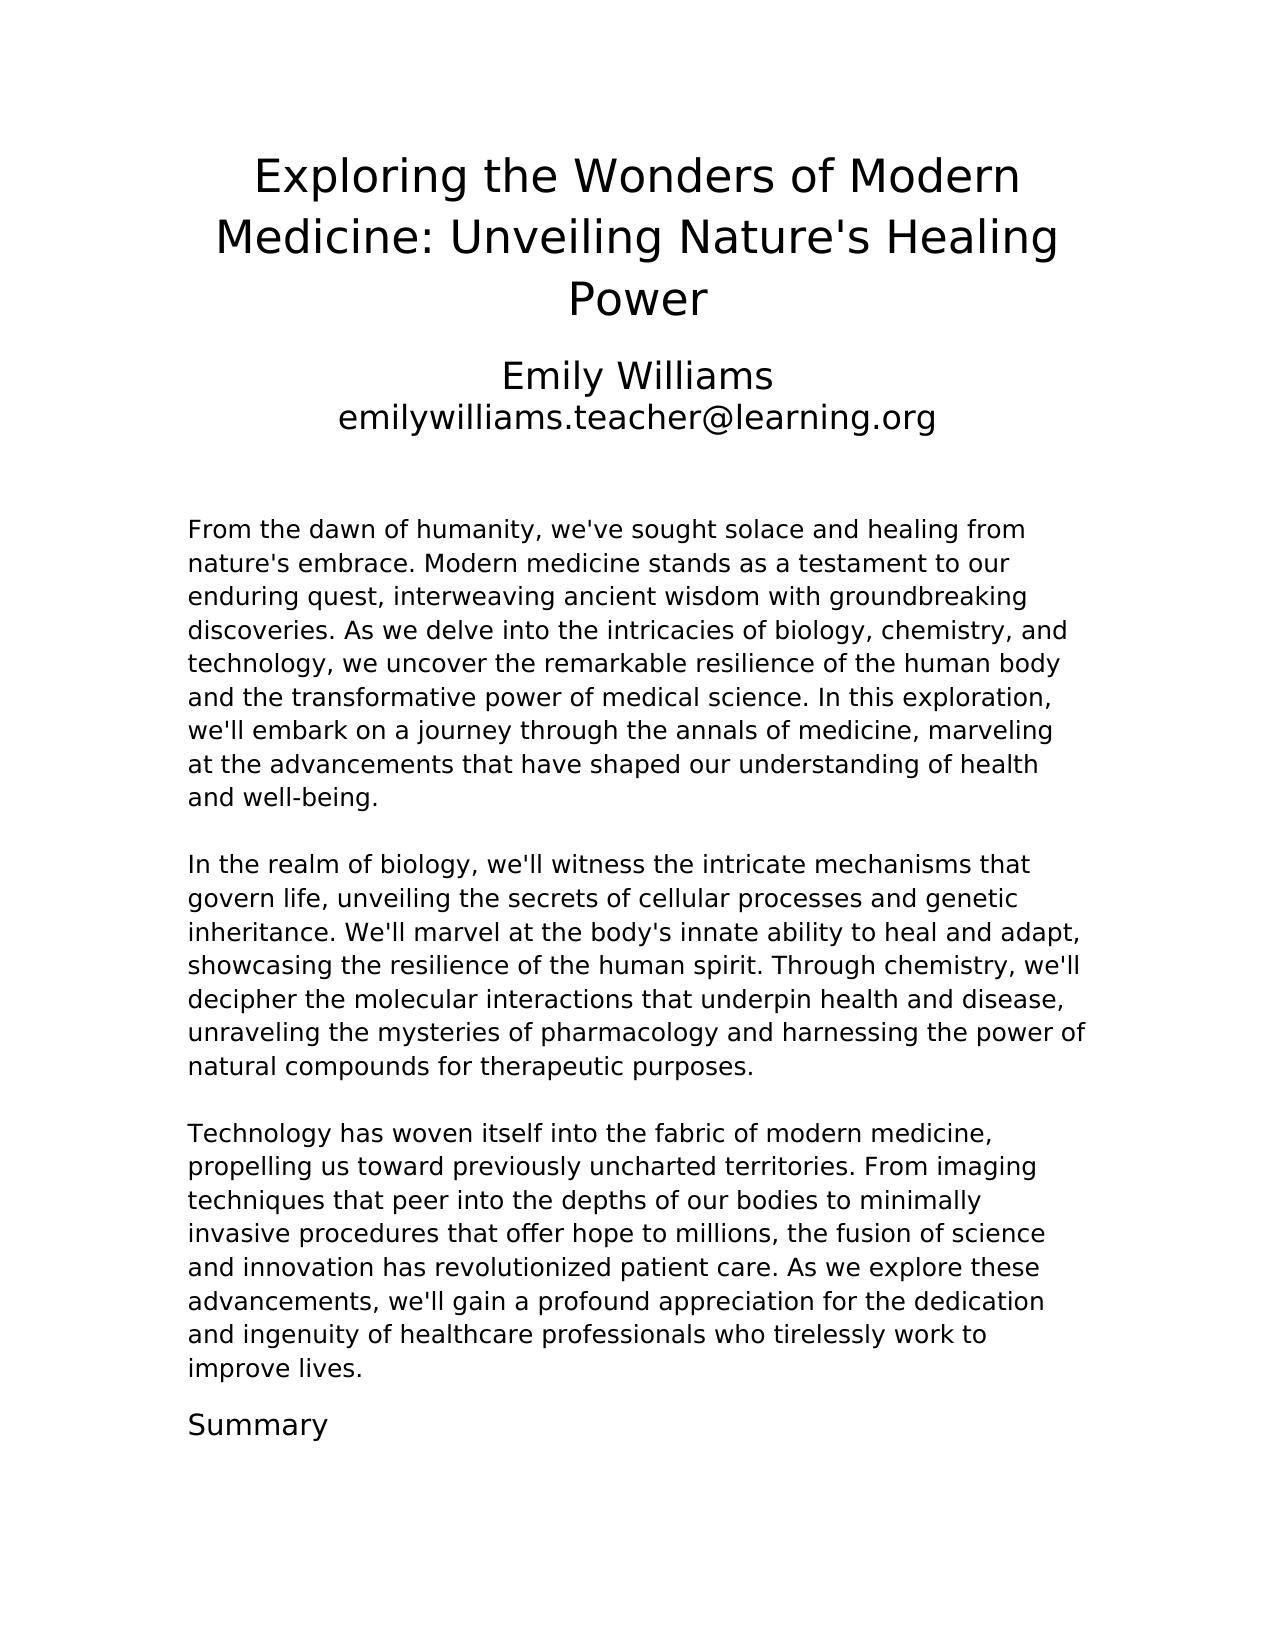 Exploring the Wonders of Modern
Medicine: Unveiling Nature's Healing
Power
Emily Williams
emilywilliams.teacher@learning.org
From the dawn of humanity, we've sought solace and healing from
nature's embrace. Modern medicine stands as a testament to our
enduring quest, interweaving ancient wisdom with groundbreaking
discoveries. As we delve into the intricacies of biology, chemistry, and
technology, we uncover the remarkable resilience of the human body
and the transformative power of medical science. In this exploration,
we'll embark on a journey through the annals of medicine, marveling
at the advancements that have shaped our understanding of health
and well-being.
In the realm of biology, we'll witness the intricate mechanisms that
govern life, unveiling the secrets of cellular processes and genetic
inheritance. We'll marvel at the body's innate ability to heal and adapt,
showcasing the resilience of the human spirit. Through chemistry, we'll
decipher the molecular interactions that underpin health and disease,
unraveling the mysteries of pharmacology and harnessing the power of
natural compounds for therapeutic purposes.
Technology has woven itself into the fabric of modern medicine,
propelling us toward previously uncharted territories. From imaging
techniques that peer into the depths of our bodies to minimally
invasive procedures that offer hope to millions, the fusion of science
and innovation has revolutionized patient care. As we explore these
advancements, we'll gain a profound appreciation for the dedication
and ingenuity of healthcare professionals who tirelessly work to
improve lives.
Summary